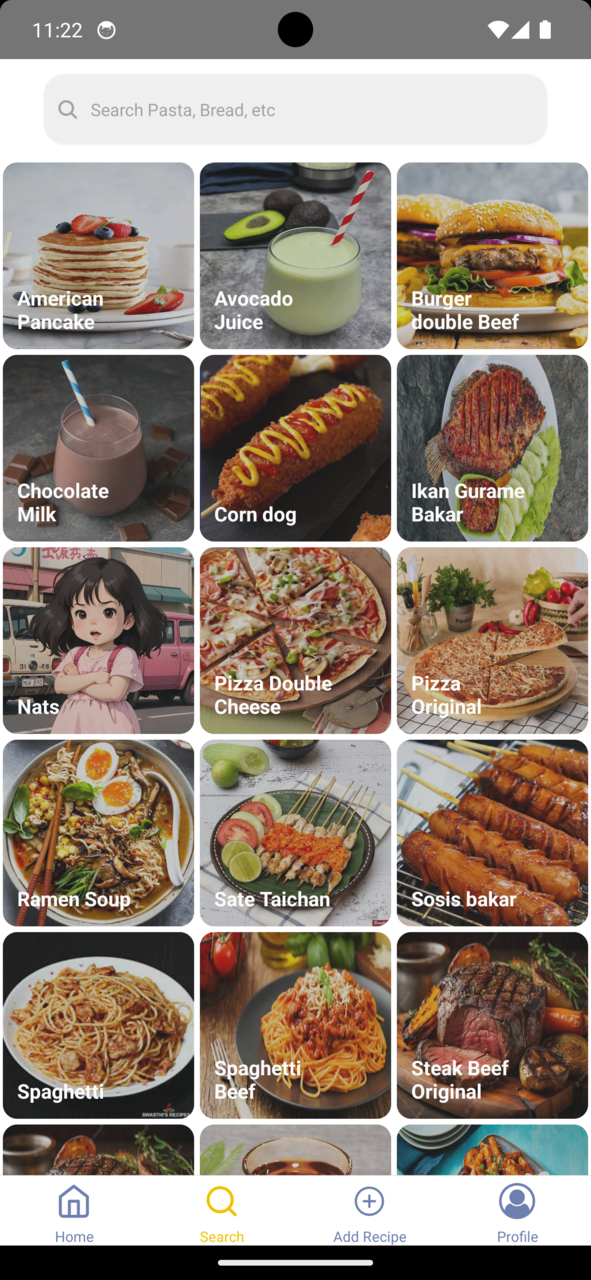 11:22
Search Pasta, Bread, etc
American
Pancake
Avocado
Juice
Burger
double Beef
Chocolate
Milk
Corn dog
Ikan Gurame
Bakar
Nats
Pizza Double
Cheese
Pizza
Original
Ramen Soup
Sate Taichan
Sosis bakar
Spaghetti
SWASTHI'S RECIPES
Spaghetti
Beef
Steak Beef
Original
Home
Search
Add Recipe
Profile